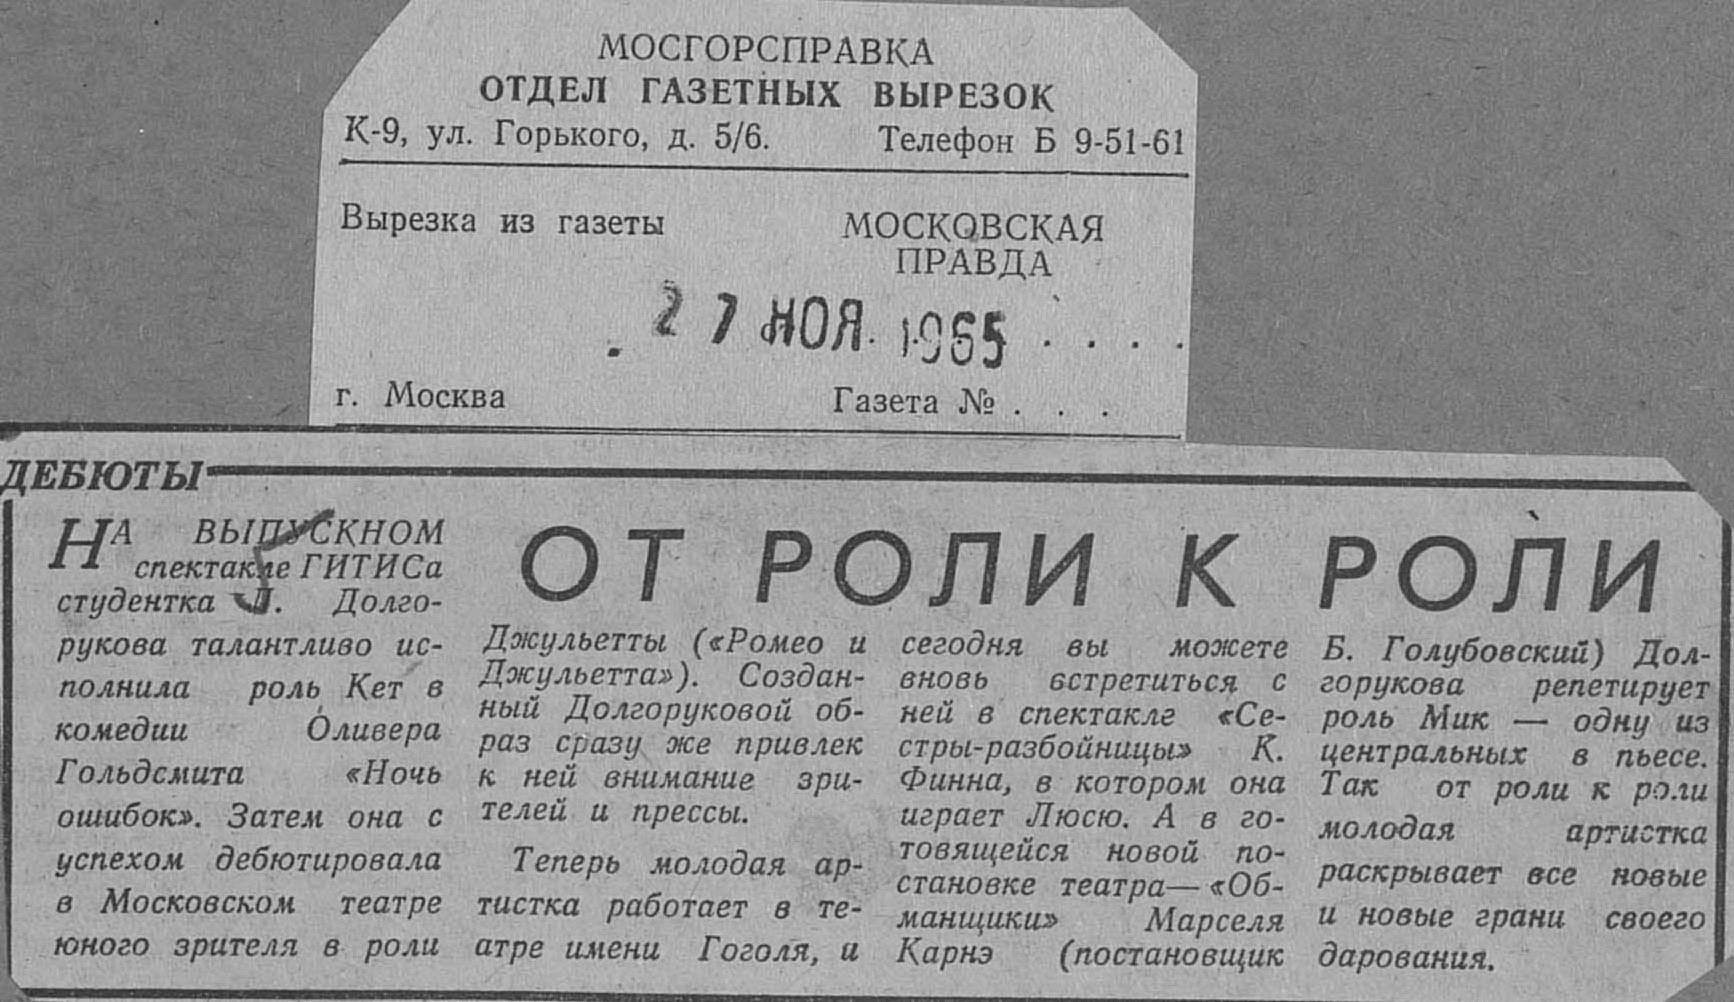 МОСГОРСПРАВКА
ОТДЕЛ ГАЗЕТНЫХ ВЫРЕЗОК
К-9, ул. Горького, д. 5/6. Телефон Б 9-51-61
Вырезка из газеты МОСКОВСКАЯ
ПРАВДА
. 27 НОЯ. 1965 . . . .
г. Москва Газета № . . .
ДЕБЮТЫ
ОТ РОЛИ К РОЛИ
НА ВЫПУСКНОМ
спектакле ГИТИСа
студентка Л. Долго-
рукова талантливо ис-
полнила роль Кет в
комедии Оливера
Гольдсмита «Ночь
ошибок». Затем она с
успехом дебютировала
в Московском театре
юного зрителя в роли
Джульетты («Ромео и
Джульетта»). Создан-
ный Долгоруковой об-
раз сразу же привлек
к ней внимание зри-
телей и прессы.
Теперь молодая ар-
тистка работает в те-
атре имени Гоголя, и
сегодня вы можете
вновь встретиться с
ней в спектакле «Се-
стры-разбойницы» К.
Финна, в котором она
играет Люсю. А в го-
товящейся новой по-
становке театра— «Об-
манщики» Марселя
Карнэ (постановщик
Б. Голубовский) Дол-
горукова репетирует
роль Мик — одну из
центральных в пьесе.
Так от роли к роли
молодая артистка
раскрывает все новые
и новые грани своего
дарования.